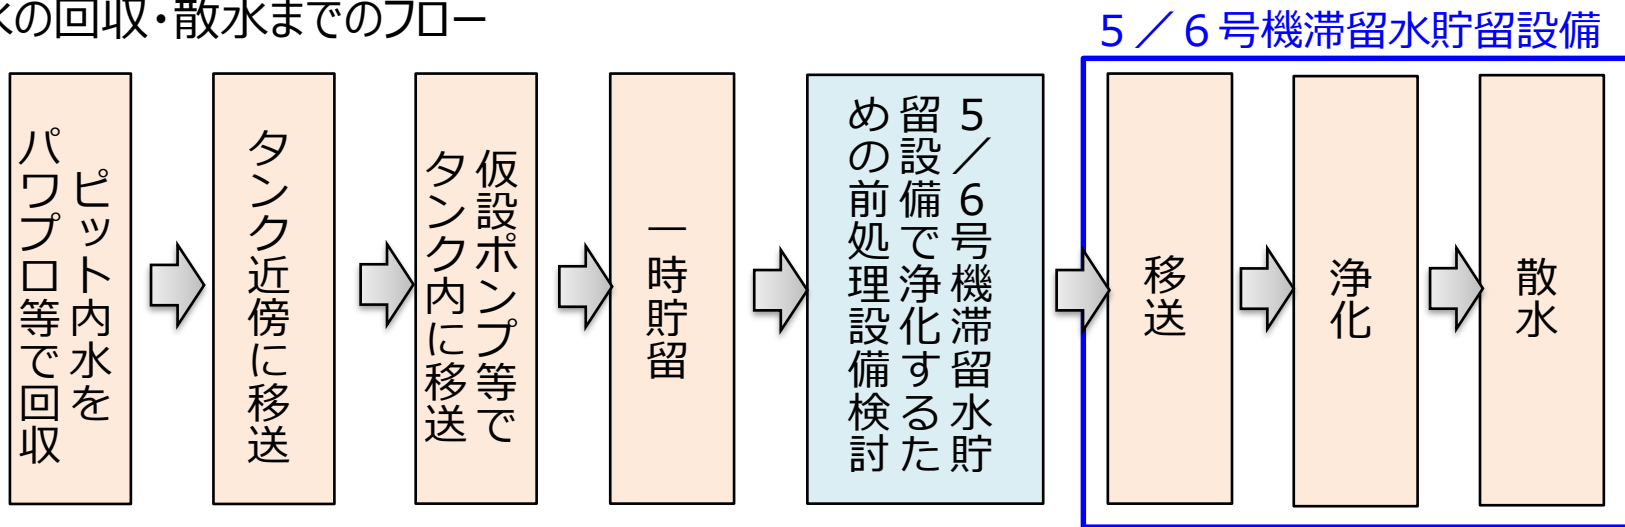 水の回収・散水までのフロー
5／6号機滞留水貯留設備
ピット内水を
パワプロ等で回収
タンク近傍に移送
仮設ポンプ等で
タンク内に移送
一時貯留
5／6号機滞留水貯
留設備で浄化するた
めの前処理設備検討
移送
浄化
散水